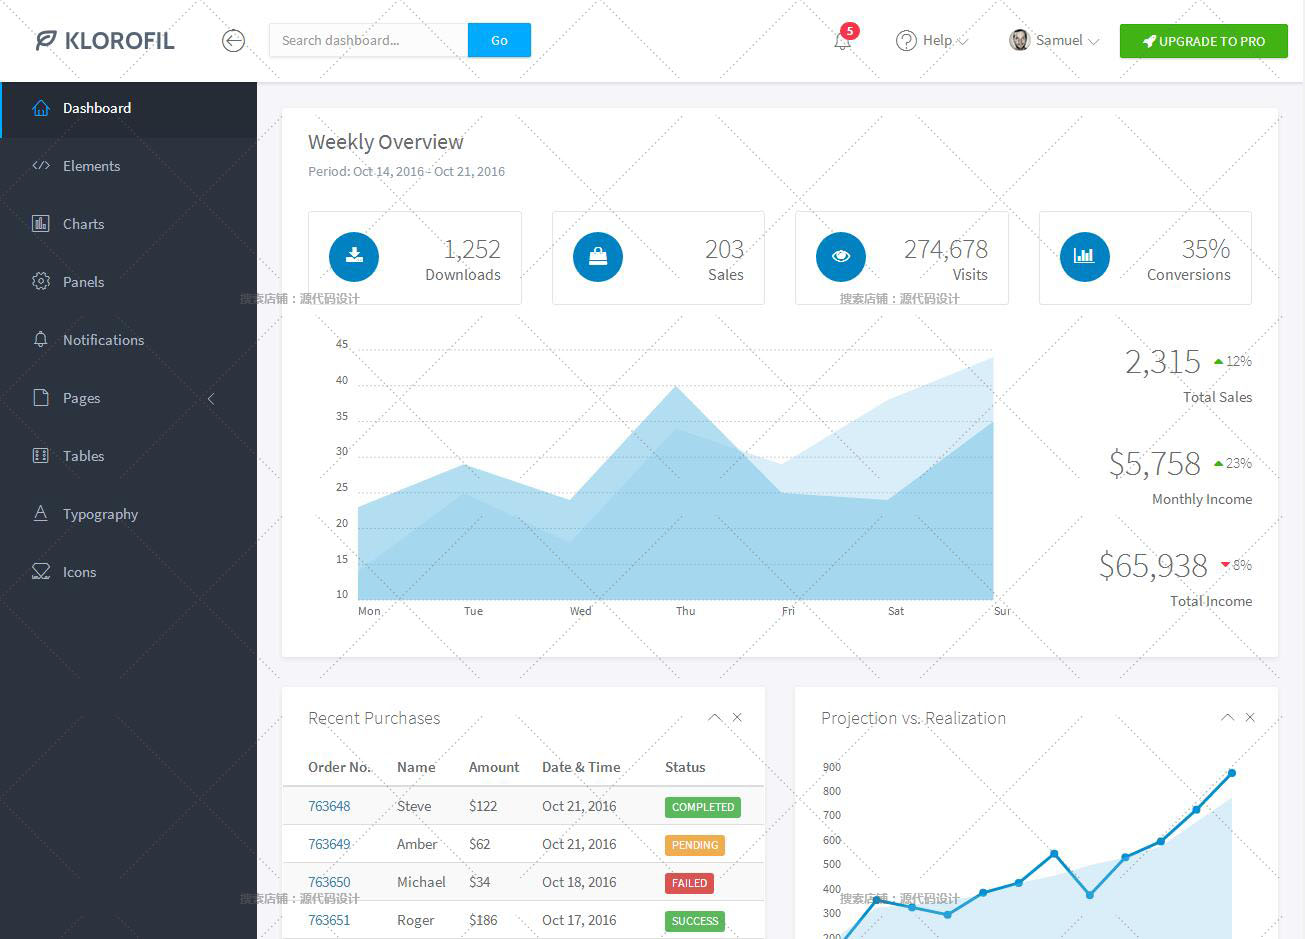 KLOROFIL
Search dashboard...
Go
5
Help
Samuel
UPGRADE TO PRO
Dashboard
Elements
Charts
Panels
Notifications
Pages
Tables
Typography
Icons
Weekly Overview
Period: Oct 14, 2016 - Oct 21, 2016
1,252
Downloads
203
Sales
274,678
Visits
35%
Conversions
搜索店铺：源代码设计
搜索店铺：源代码设计
45
40
35
30
25
20
15
10
Mon Tue Wed Thu Fri Sat Sur
2,315 12%
Total Sales
$5,758 23%
Monthly Income
$65,938 8%
Total Income
Recent Purchases
Order No. Name Amount Date & Time Status
763648 Steve $122 Oct 21, 2016 COMPLETED
763649 Amber $62 Oct 21, 2016 PENDING
763650 Michael $34 Oct 18, 2016 FAILED
搜索店铺：源代码设计
763651 Roger $186 Oct 17, 2016 SUCCESS
Projection vs. Realization
900
800
700
600
500
400
搜索店铺：源代码设计
300
200